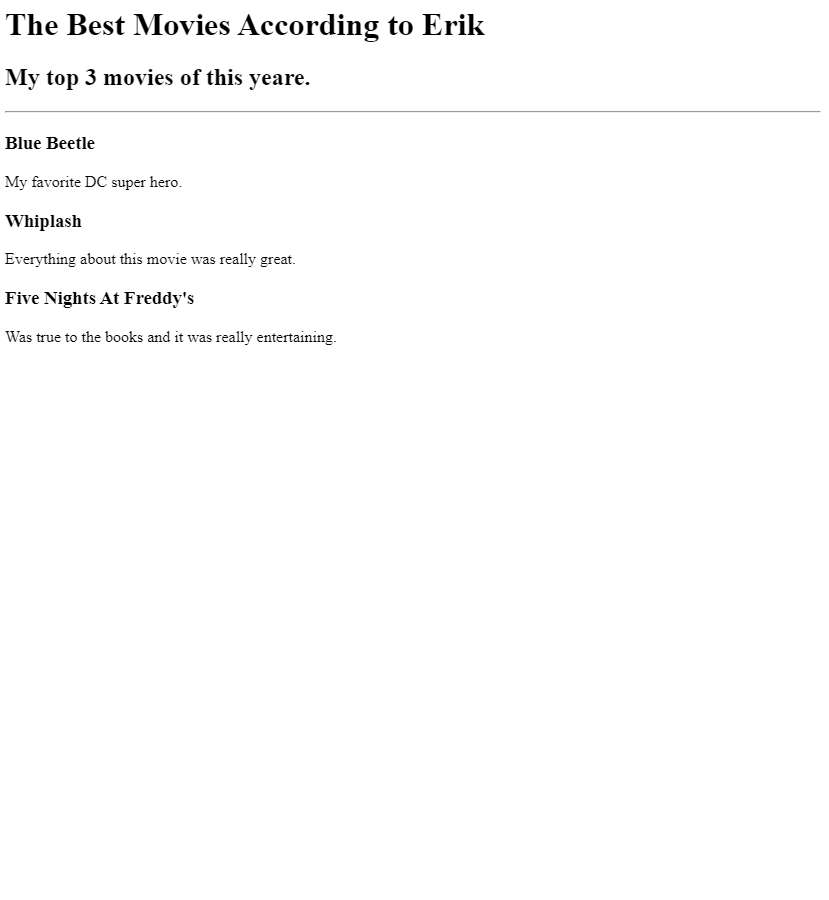 The Best Movies According to Erik
My top 3 movies of this yeare.
Blue Beetle
My favorite DC super hero.
Whiplash
Everything about this movie was really great.
Five Nights At Freddy's
Was true to the books and it was really entertaining.